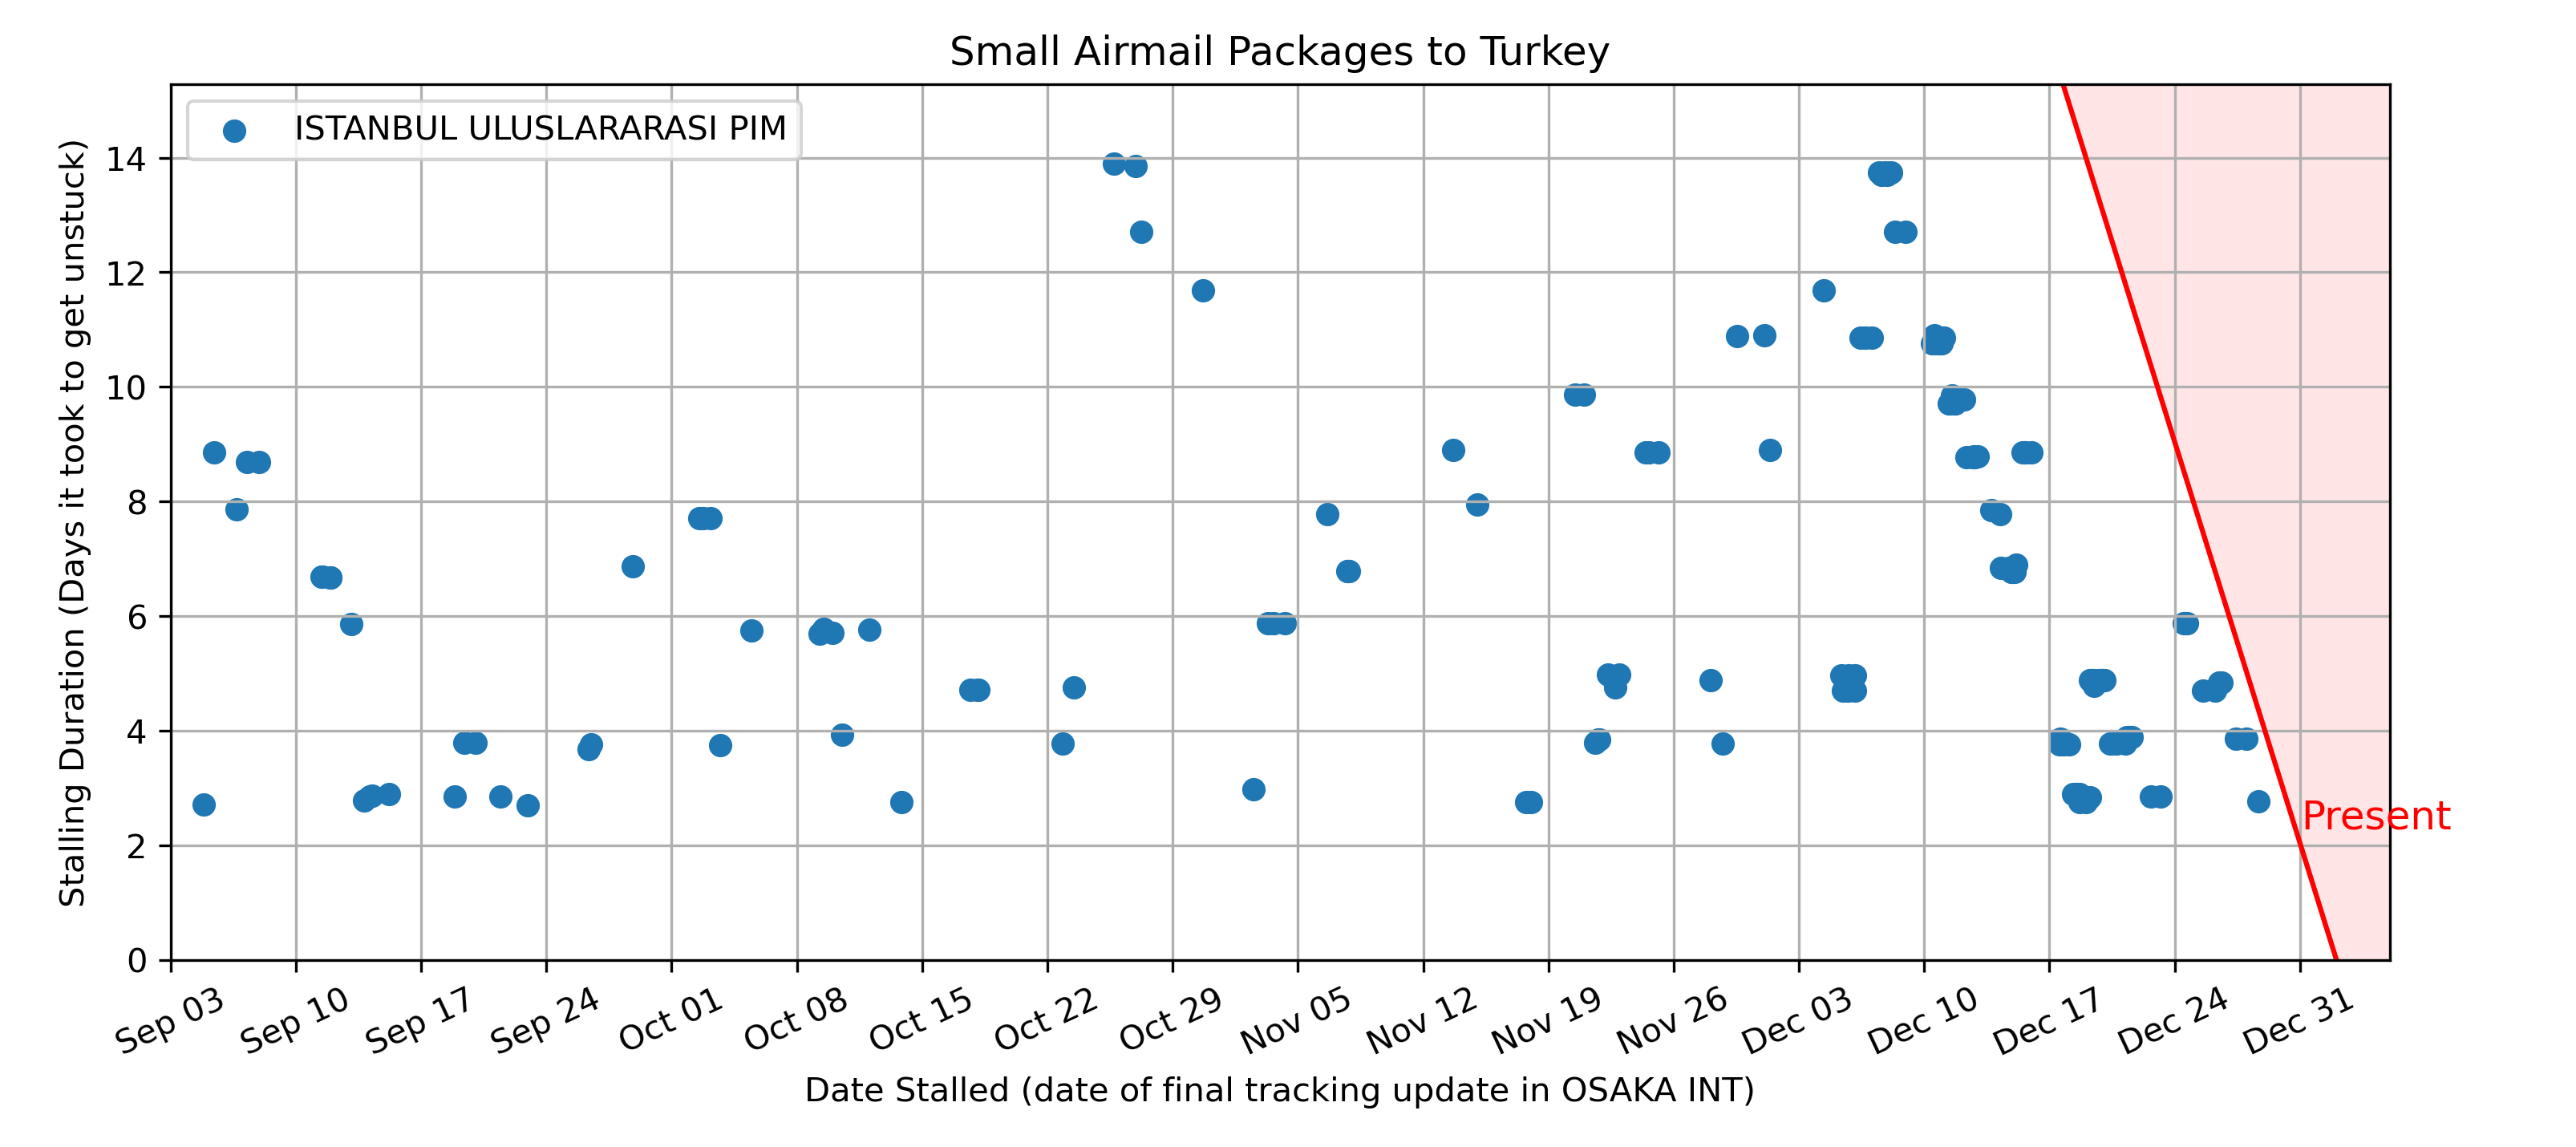 Small Airmail Packages to Turkey
ISTANBUL ULUSLARARASI PIM
Stalling Duration (Days it took to get unstuck)
14
12
10
8
6
4
2
0
Present
Sep 03
Sep 10
Sep 17
Sep 24
Oct 01
Oct 08
Oct 15
Oct 22
Oct 29
Nov 05
Nov 12
Nov 19
Nov 26
Dec 03
Dec 10
Dec 17
Dec 24
Dec 31
Date Stalled (date of final tracking update in OSAKA INT)